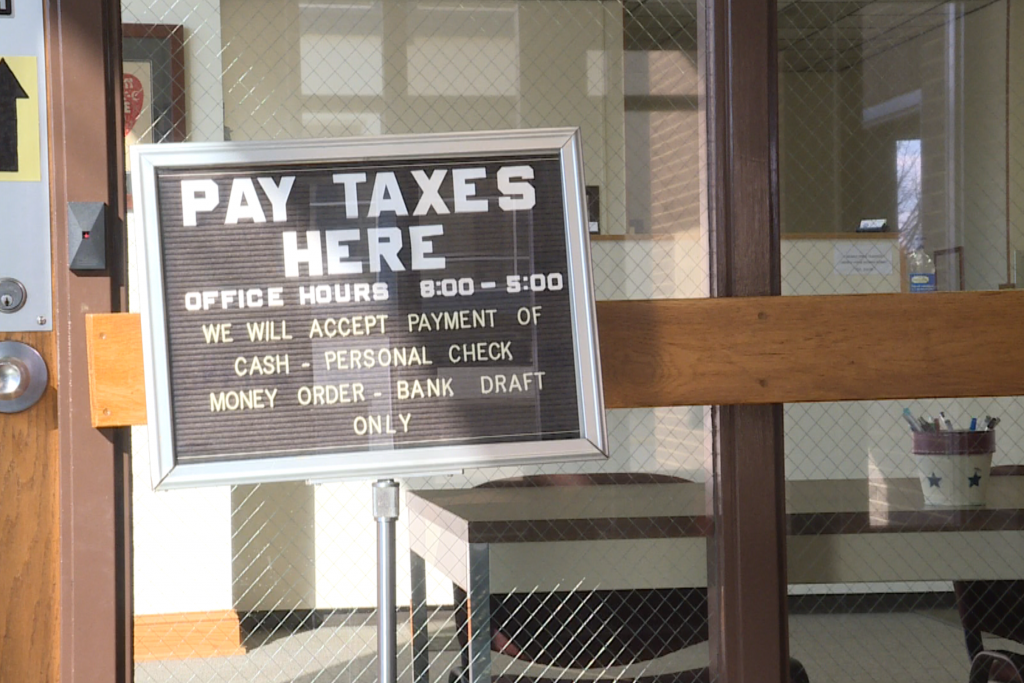 PAY TAXES
HERE
OFFICE HOURS 8:00 - 5:00
WE WILL ACCEPT PAYMENT OF
CASH - PERSONAL CHECK
MONEY ORDER - BANK DRAFT
ONLY